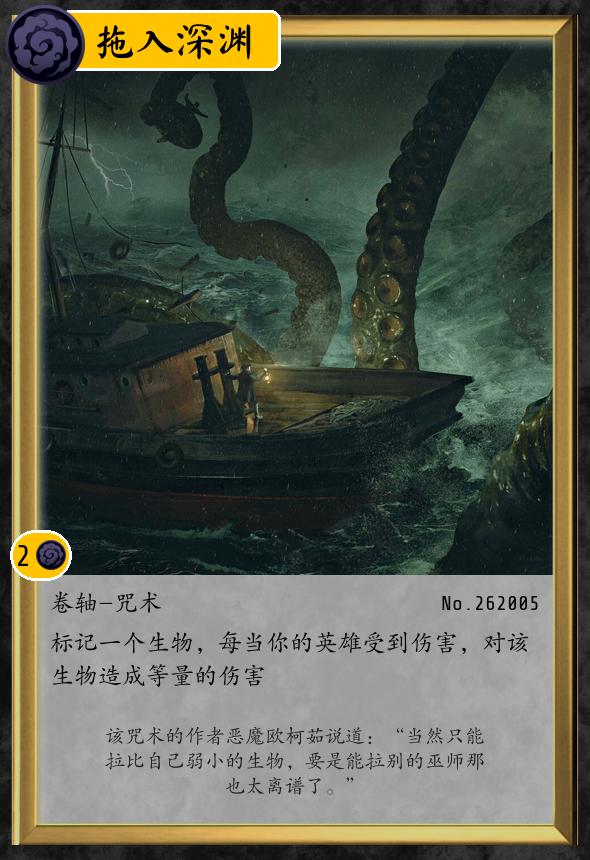 拖入深渊
2
卷轴-咒术
No.262005
标记一个生物，每当你的英雄受到伤害，对该
生物造成等量的伤害
该咒术的作者恶魔欧柯茹说道：“当然只能
拉比自己弱小的生物，要是能拉别的巫师那
也太离谱了。”